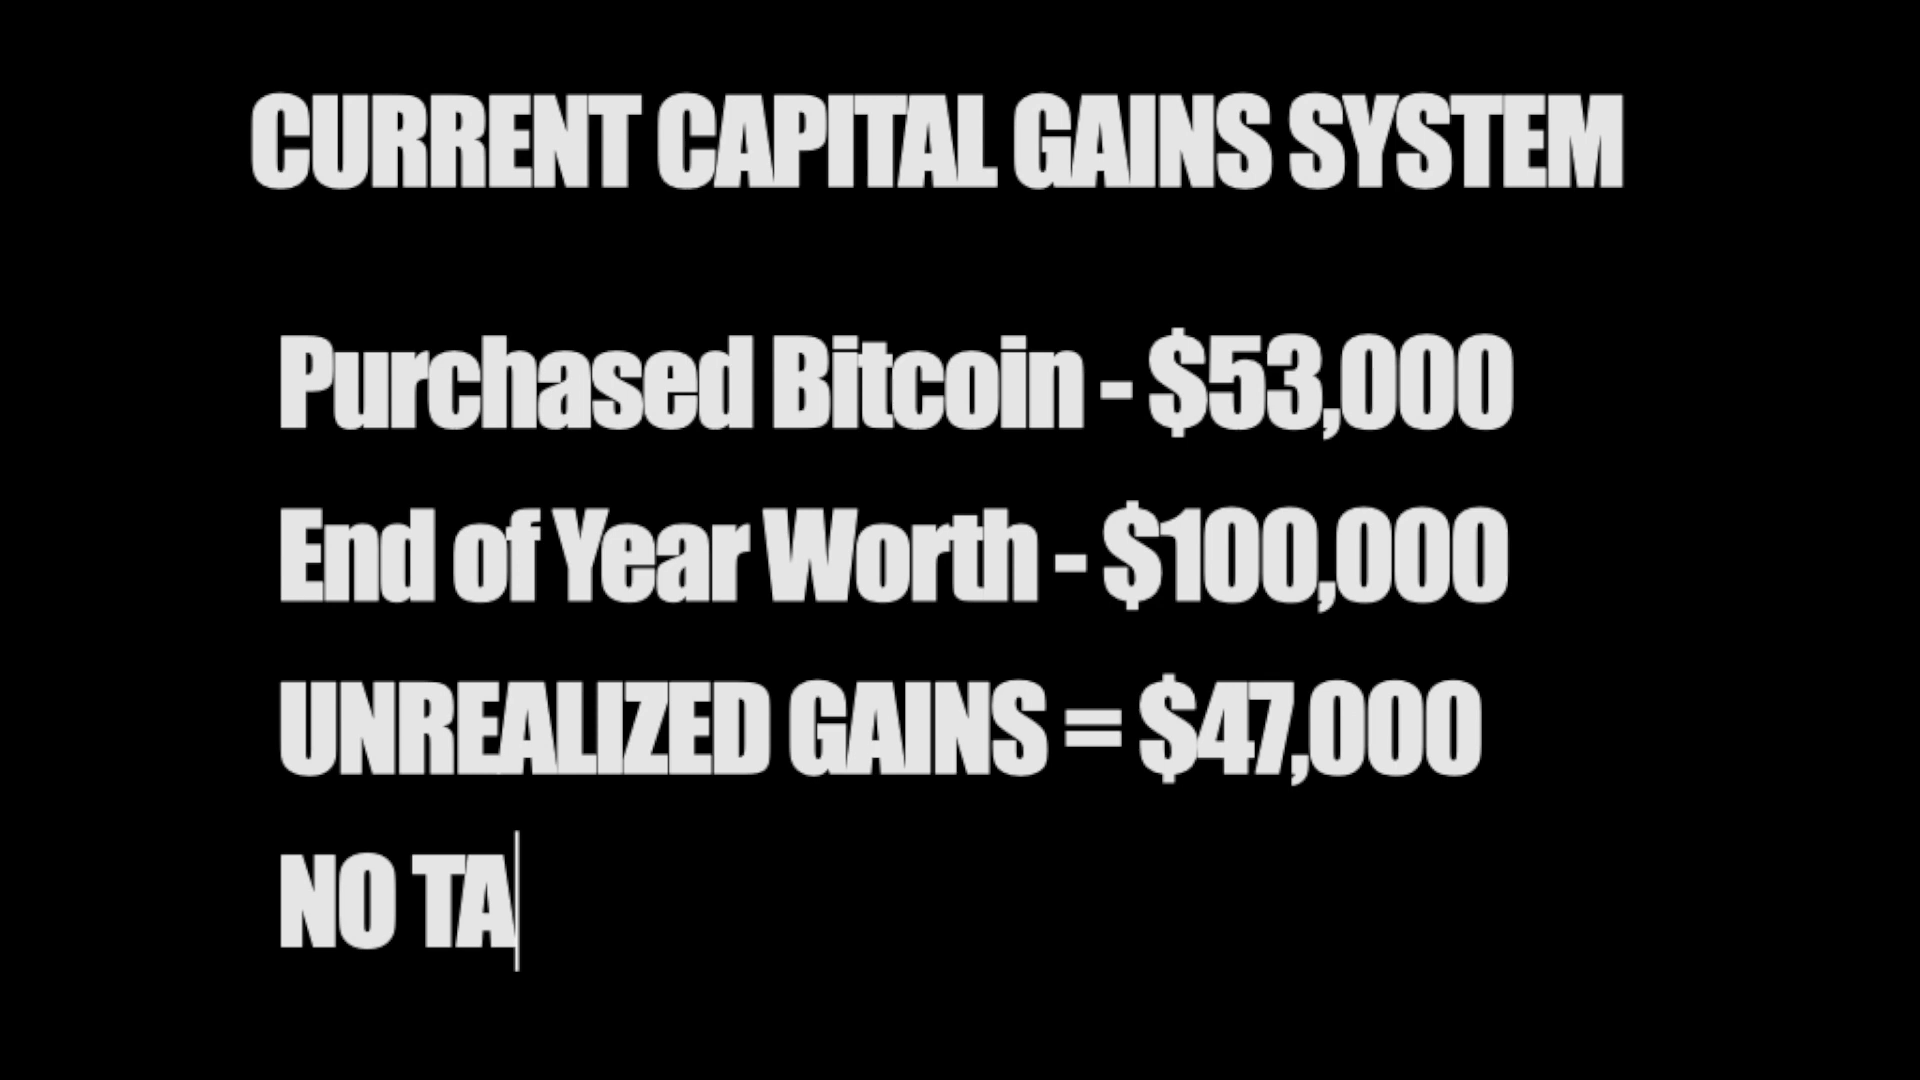 CURRENT CAPITAL GAINS SYSTEM
Purchased Bitcoin - $53,000
End of Year Worth - $100,000
UNREALIZED GAINS = $47,000
NO TA